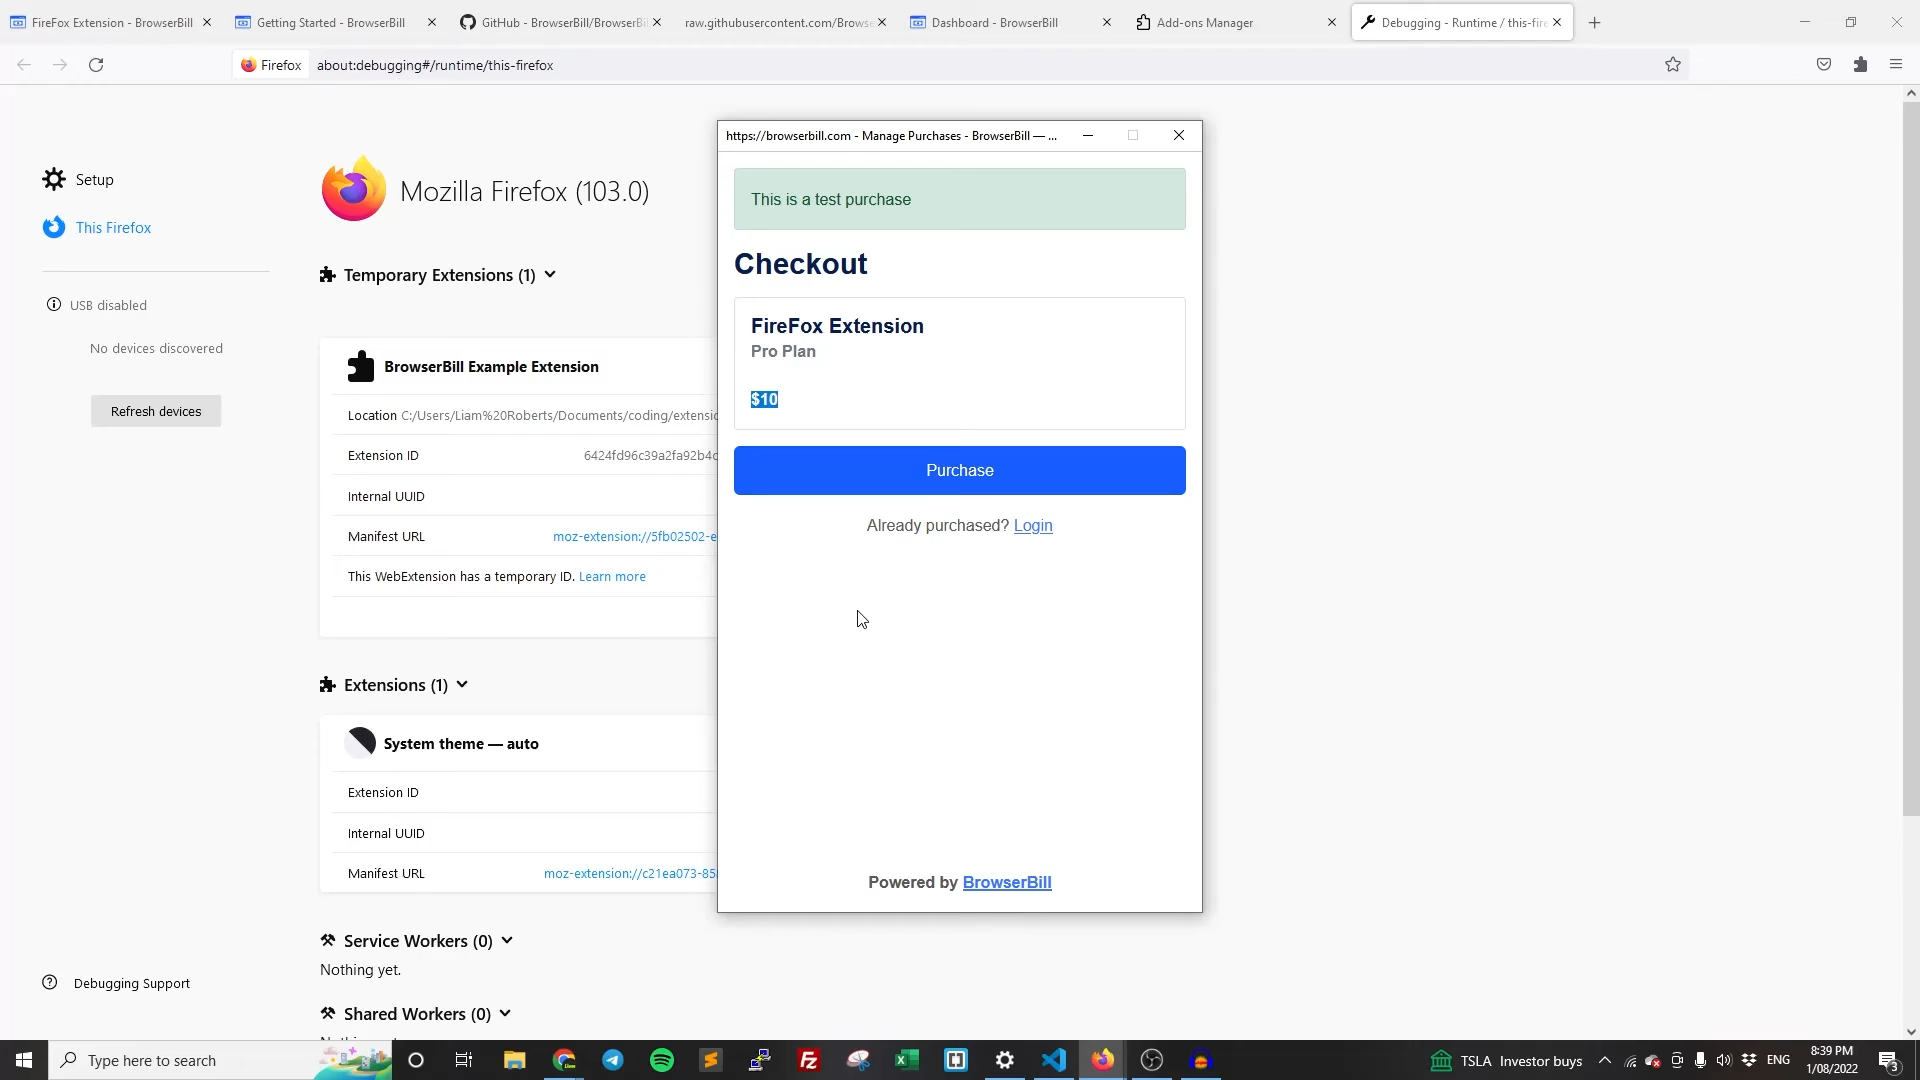 FireFox Extension - BrowserBill
Getting Started - BrowserBill
GitHub - BrowserBill/BrowserBi
raw.githubusercontent.com/Browse
Dashboard - BrowserBill
Add-ons Manager
Debugging - Runtime / this-fire
Firefox
about:debugging#/runtime/this-firefox
Setup
This Firefox
USB disabled
No devices discovered
Refresh devices
Debugging Support
Mozilla Firefox (103.0)
Temporary Extensions (1)
BrowserBill Example Extension
Location C:/Users/Liam%20Roberts/Documents/coding/extensio
Extension ID 6424fd96c39a2fa92b4c
Internal UUID
Manifest URL moz-extension://5fb02502-e
This WebExtension has a temporary ID. Learn more
Extensions (1)
System theme — auto
Extension ID
Internal UUID
Manifest URL moz-extension://c21ea073-85
Service Workers (0)
Nothing yet.
Shared Workers (0)
https://browserbill.com - Manage Purchases - BrowserBill — ...
This is a test purchase
Checkout
FireFox Extension
Pro Plan
$10
Purchase
Already purchased? Login
Powered by BrowserBill
Type here to search
TSLA Investor buys
ENG
8:39 PM
1/08/2022
3